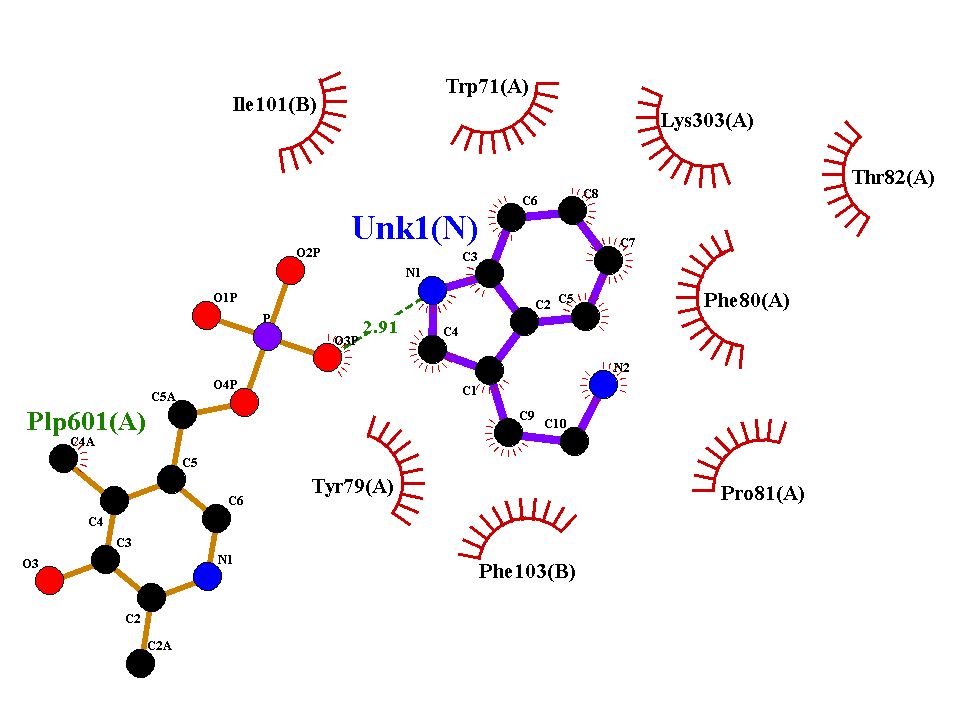 Ile101(B)
Trp71(A)
Lys303(A)
Thr82(A)
C6
C8
Unk1(N)
C7
O2P
C3
N1
O1P
C2
C5
Phe80(A)
P
2.91
C4
O3P
N2
O4P
C1
C5A
C9
C10
Plp601(A)
C4A
C5
Tyr79(A)
Pro81(A)
C6
C4
C3
Phe103(B)
O3
N1
C2
C2A